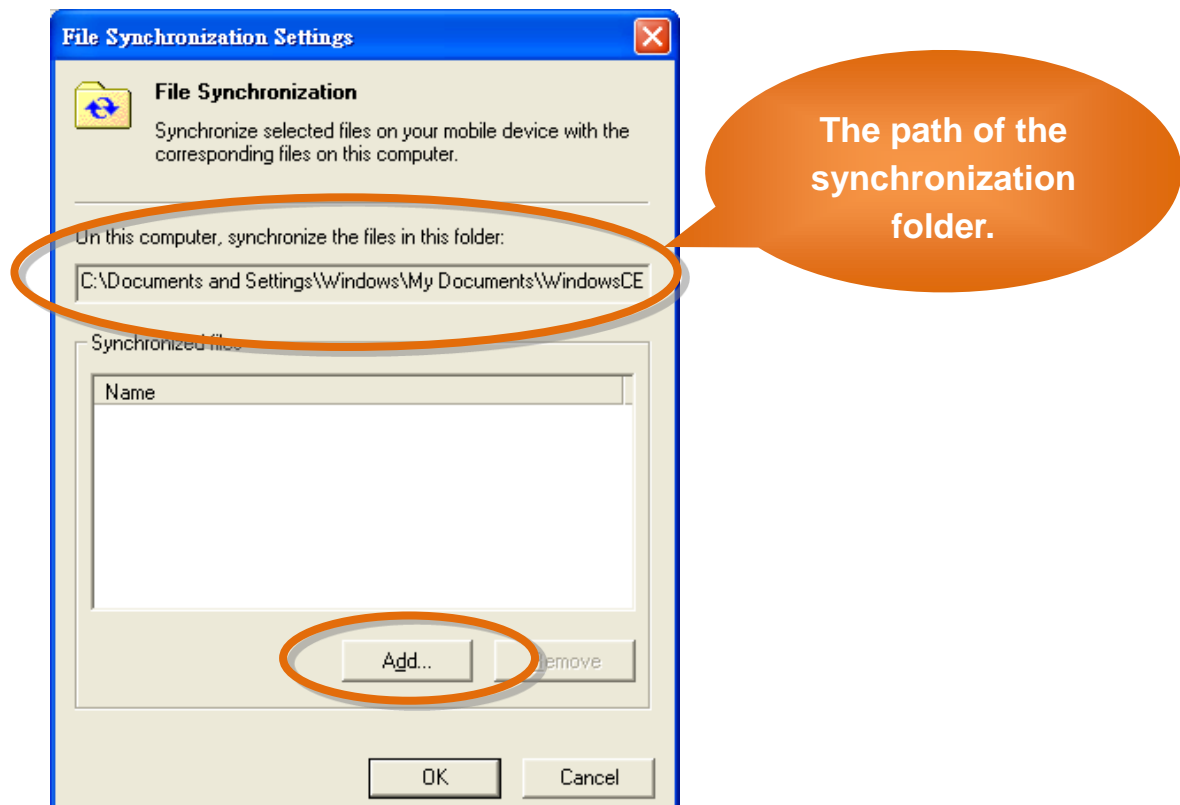 File Synchronization Settings
File Synchronization
Synchronize selected files on your mobile device with the
corresponding files on this computer.
On this computer, synchronize the files in this folder:
C:\Documents and Settings\Windows\My Documents\WindowsCE
Synchronized files
Name
Add...
Remove
OK
Cancel
The path of the
synchronization
folder.